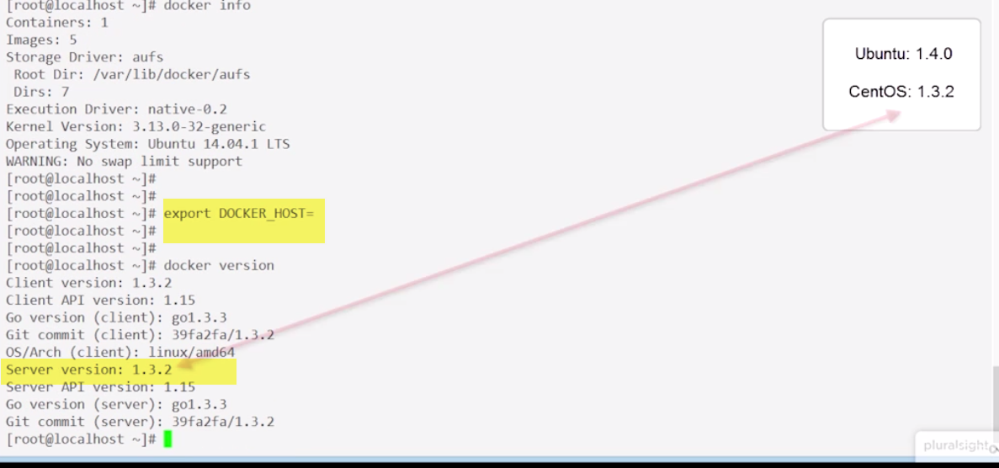 [root@localhost ~]# docker info
Containers: 1
Images: 5
Storage Driver: aufs
 Root Dir: /var/lib/docker/aufs
 Dirs: 7
Execution Driver: native-0.2
Kernel Version: 3.13.0-32-generic
Operating System: Ubuntu 14.04.1 LTS
WARNING: No swap limit support
[root@localhost ~]#
[root@localhost ~]#
[root@localhost ~]# export DOCKER_HOST=
[root@localhost ~]#
[root@localhost ~]#
[root@localhost ~]# docker version
Client version: 1.3.2
Client API version: 1.15
Go version (client): go1.3.3
Git commit (client): 39fa2fa/1.3.2
OS/Arch (client): linux/amd64
Server version: 1.3.2
Server API version: 1.15
Go version (server): go1.3.3
Git commit (server): 39fa2fa/1.3.2
[root@localhost ~]#
Ubuntu: 1.4.0
CentOS: 1.3.2
pluralsight